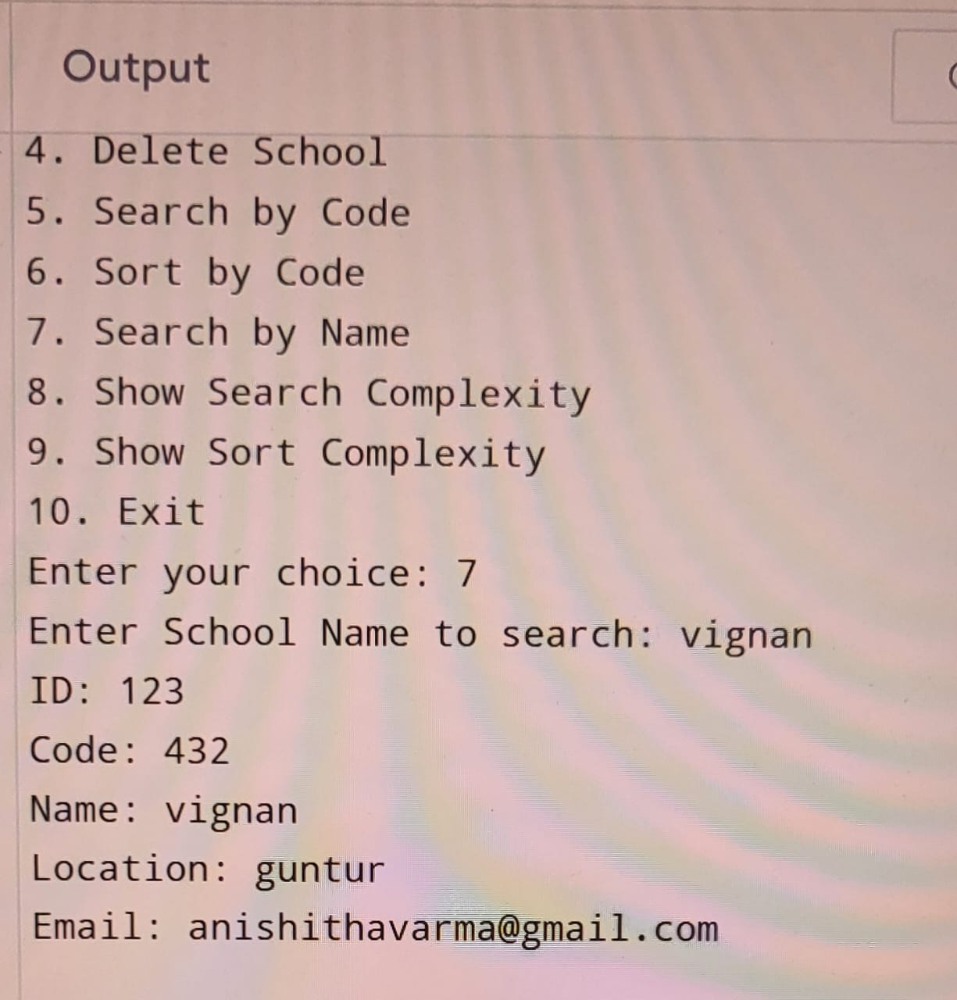 Output
4. Delete School
5. Search by Code
6. Sort by Code
7. Search by Name
8. Show Search Complexity
9. Show Sort Complexity
10. Exit
Enter your choice: 7
Enter School Name to search: vignan
ID: 123
Code: 432
Name: vignan
Location: guntur
Email: anishithavarma@gmail.com